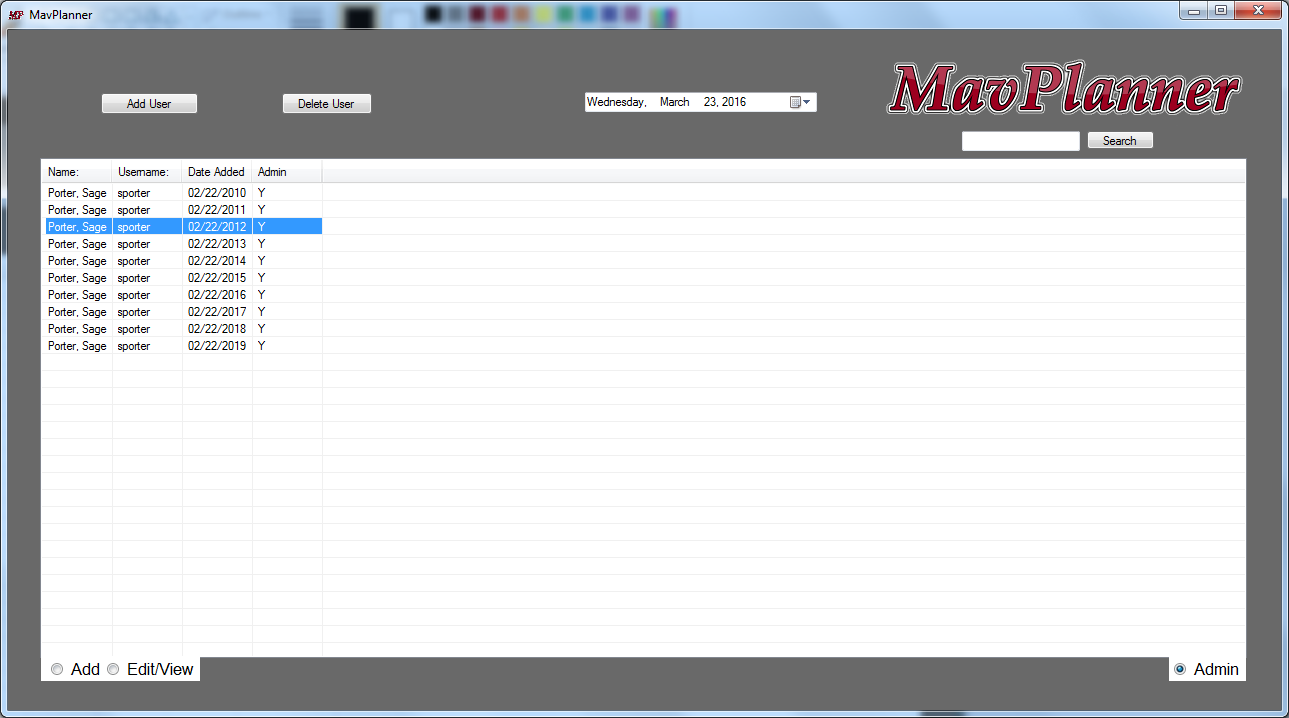 MavPlanner
MavPlanner
Add User Delete User Wednesday, March 23, 2016
Search
Name: Username: Date Added Admin
Porter, Sage sporter 02/22/2010 Y
Porter, Sage sporter 02/22/2011 Y
Porter, Sage sporter 02/22/2012 Y
Porter, Sage sporter 02/22/2013 Y
Porter, Sage sporter 02/22/2014 Y
Porter, Sage sporter 02/22/2015 Y
Porter, Sage sporter 02/22/2016 Y
Porter, Sage sporter 02/22/2017 Y
Porter, Sage sporter 02/22/2018 Y
Porter, Sage sporter 02/22/2019 Y
Add Edit/View Admin